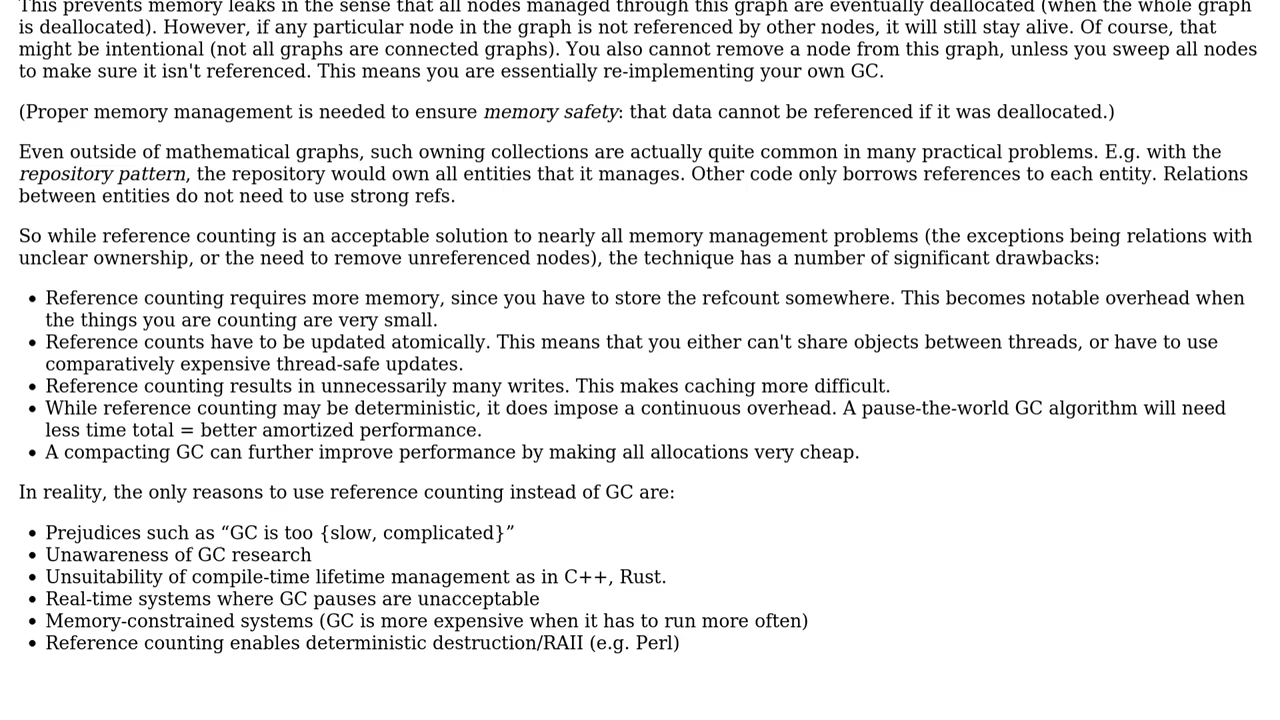 This prevents memory leaks in the sense that all nodes managed through this graph are eventually deallocated (when the whole graph
is deallocated). However, if any particular node in the graph is not referenced by other nodes, it will still stay alive. Of course, that
might be intentional (not all graphs are connected graphs). You also cannot remove a node from this graph, unless you sweep all nodes
to make sure it isn't referenced. This means you are essentially re-implementing your own GC.
(Proper memory management is needed to ensure memory safety: that data cannot be referenced if it was deallocated.)
Even outside of mathematical graphs, such owning collections are actually quite common in many practical problems. E.g. with the
repository pattern, the repository would own all entities that it manages. Other code only borrows references to each entity. Relations
between entities do not need to use strong refs.
So while reference counting is an acceptable solution to nearly all memory management problems (the exceptions being relations with
unclear ownership, or the need to remove unreferenced nodes), the technique has a number of significant drawbacks:
• Reference counting requires more memory, since you have to store the refcount somewhere. This becomes notable overhead when
the things you are counting are very small.
• Reference counts have to be updated atomically. This means that you either can't share objects between threads, or have to use
comparatively expensive thread-safe updates.
• Reference counting results in unnecessarily many writes. This makes caching more difficult.
• While reference counting may be deterministic, it does impose a continuous overhead. A pause-the-world GC algorithm will need
less time total = better amortized performance.
• A compacting GC can further improve performance by making all allocations very cheap.
In reality, the only reasons to use reference counting instead of GC are:
• Prejudices such as “GC is too {slow, complicated}”
• Unawareness of GC research
• Unsuitability of compile-time lifetime management as in C++, Rust.
• Real-time systems where GC pauses are unacceptable
• Memory-constrained systems (GC is more expensive when it has to run more often)
• Reference counting enables deterministic destruction/RAII (e.g. Perl)